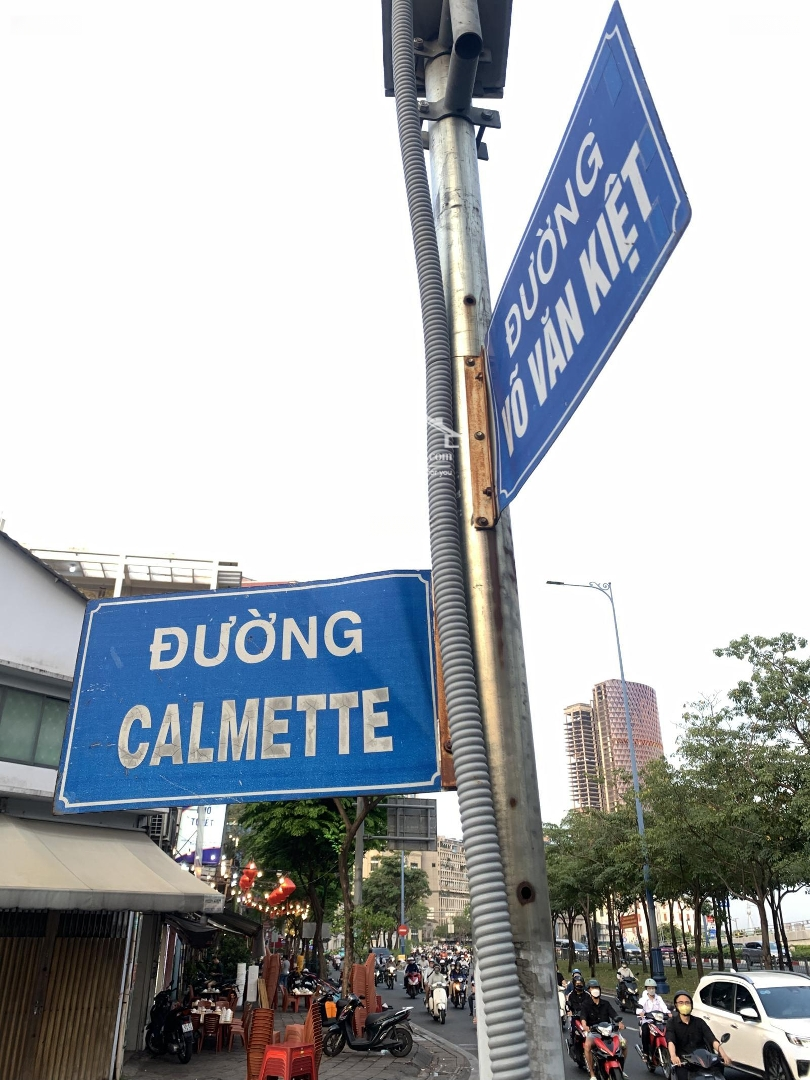 ĐƯỜNG
VÕ VĂN KIỆT
ĐƯỜNG
CALMETTE